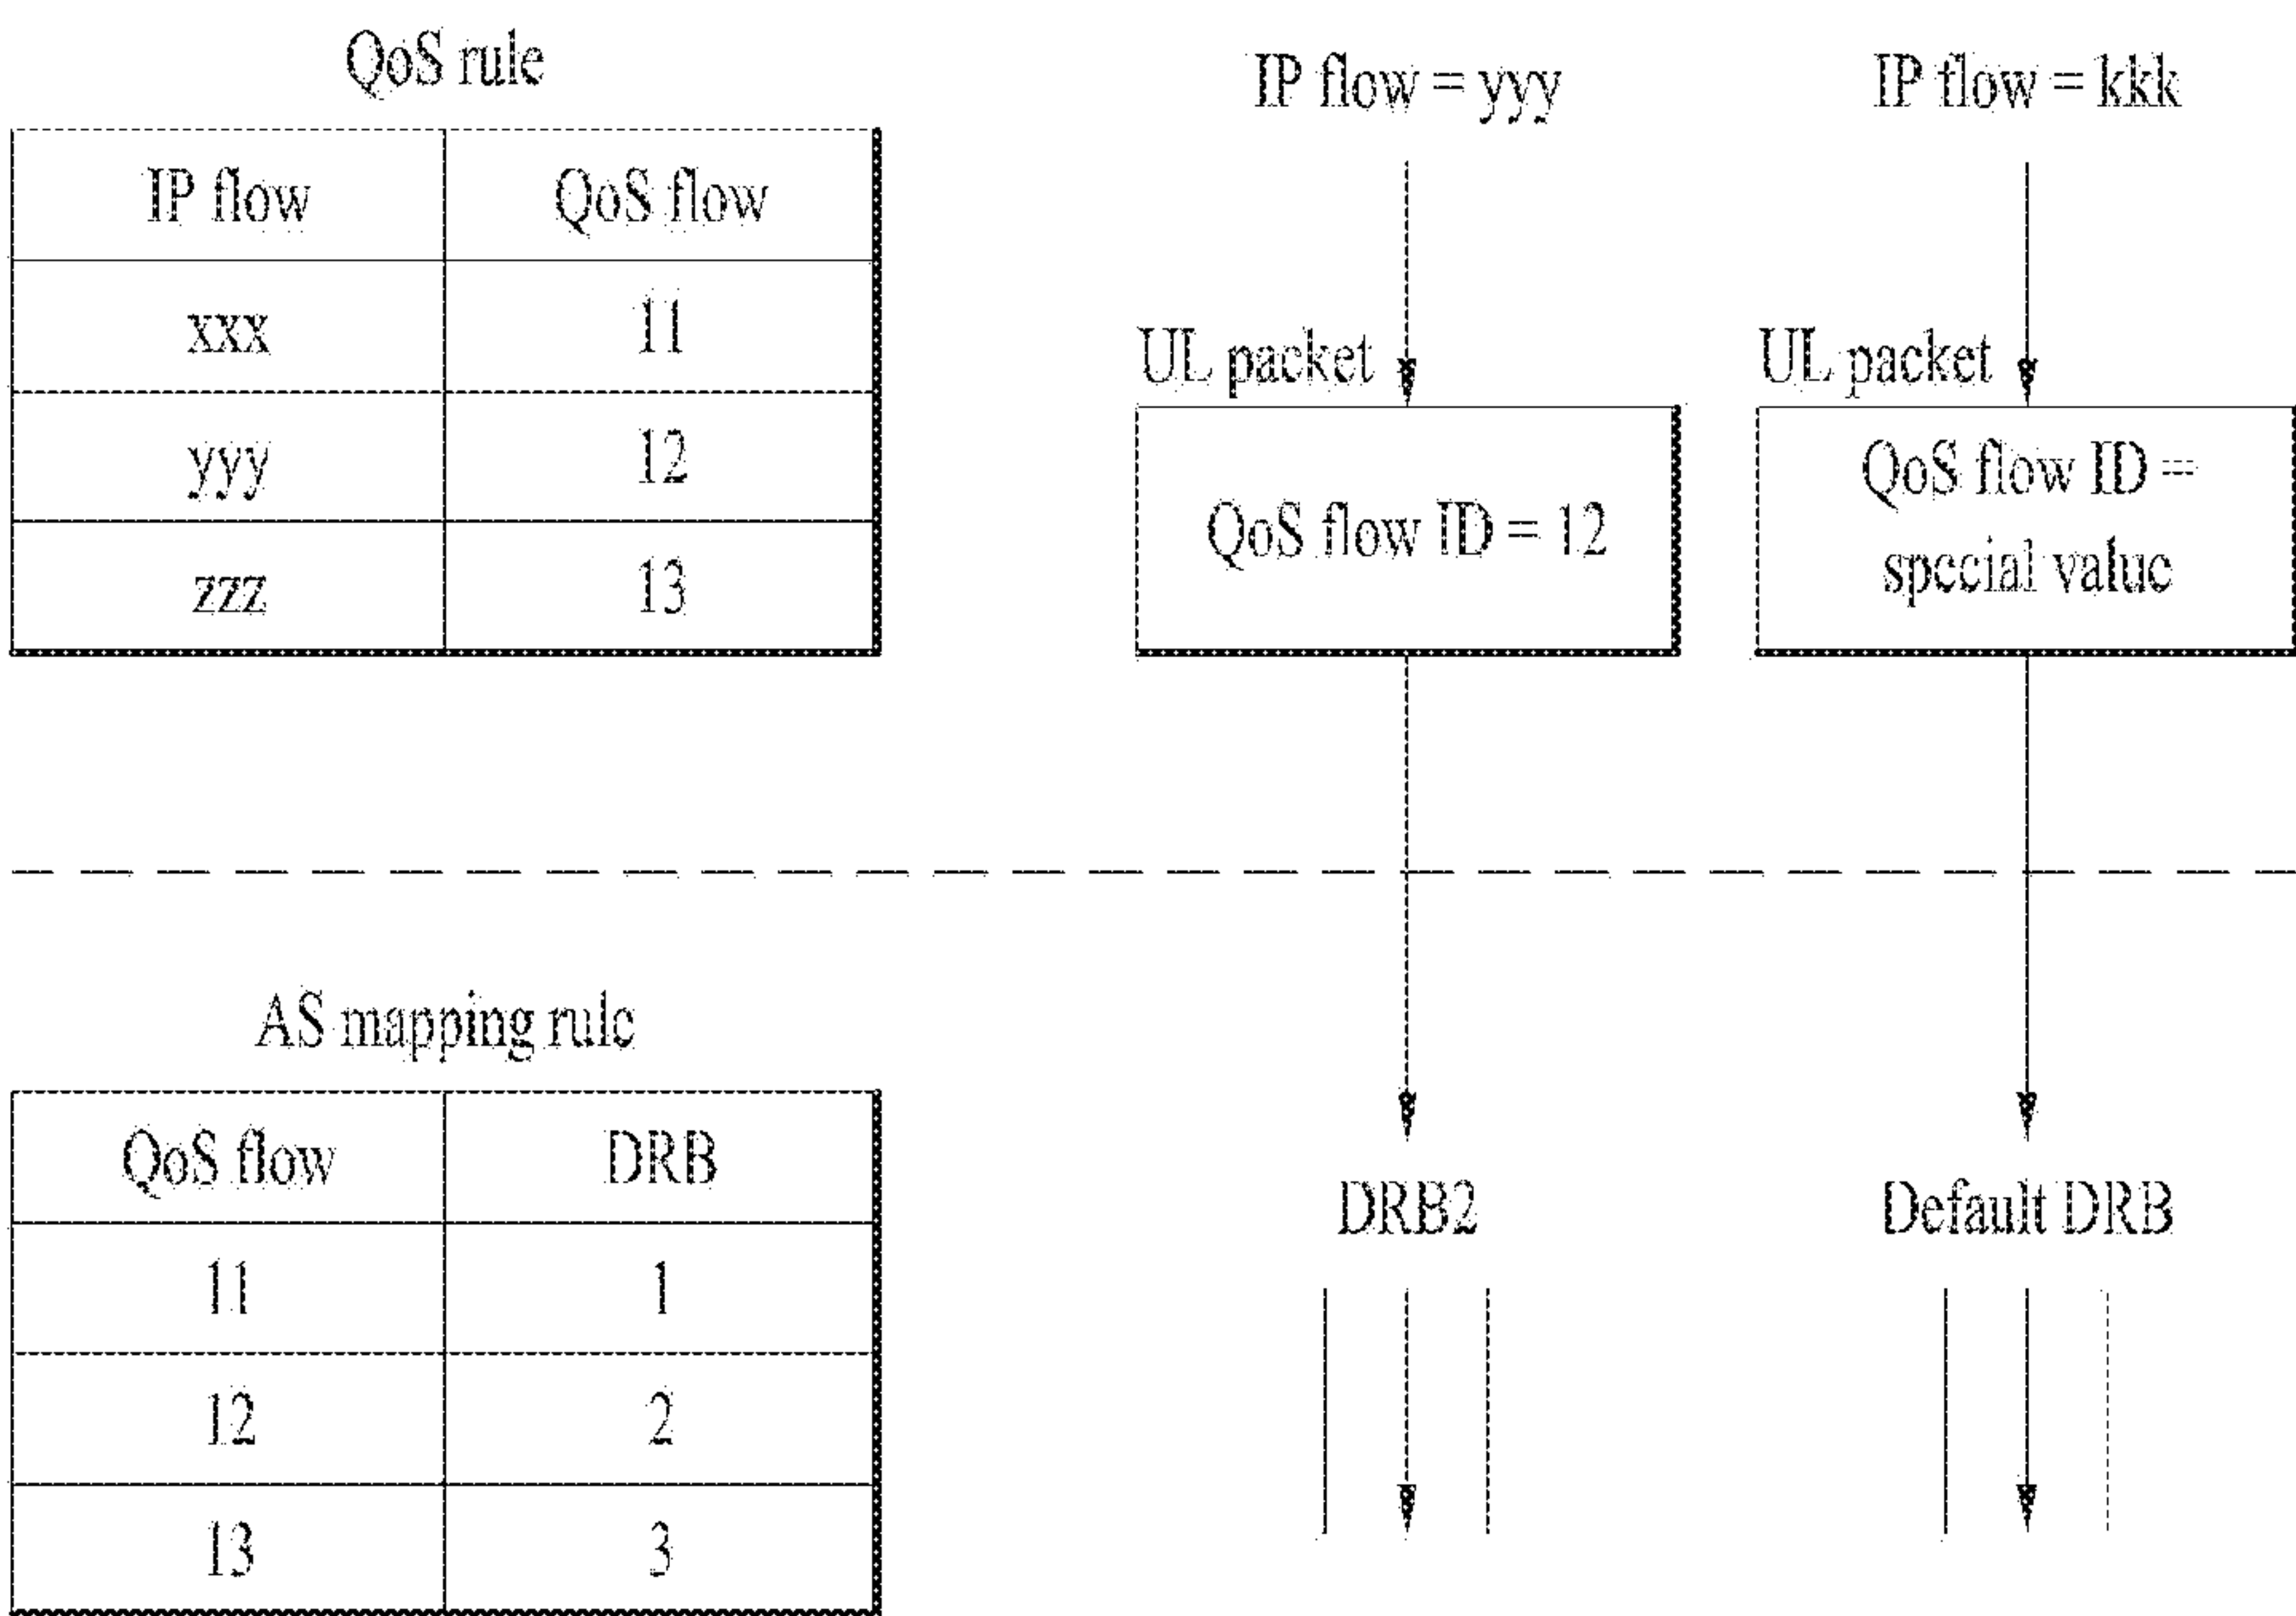 QoS rule
IP flow QoS flow
xxx 11
yyy 12
zzz 13
IP flow = yyy
UL packet
QoS flow ID = 12
DRB2
IP flow = kkk
UL packet
QoS flow ID =
special value
Default DRB
AS mapping rule
QoS flow DRB
11 1
12 2
13 3